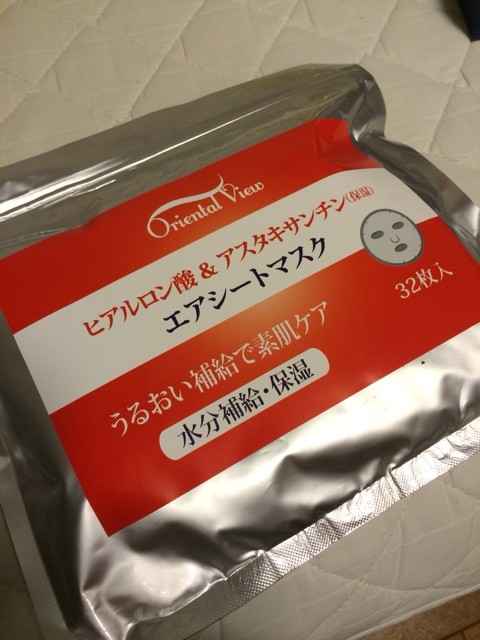 Oriental View
ヒアルロン酸 & アスタキサンチン(保湿)
エアシートマスク
32枚入
うるおい補給で素肌ケア
水分補給・保湿